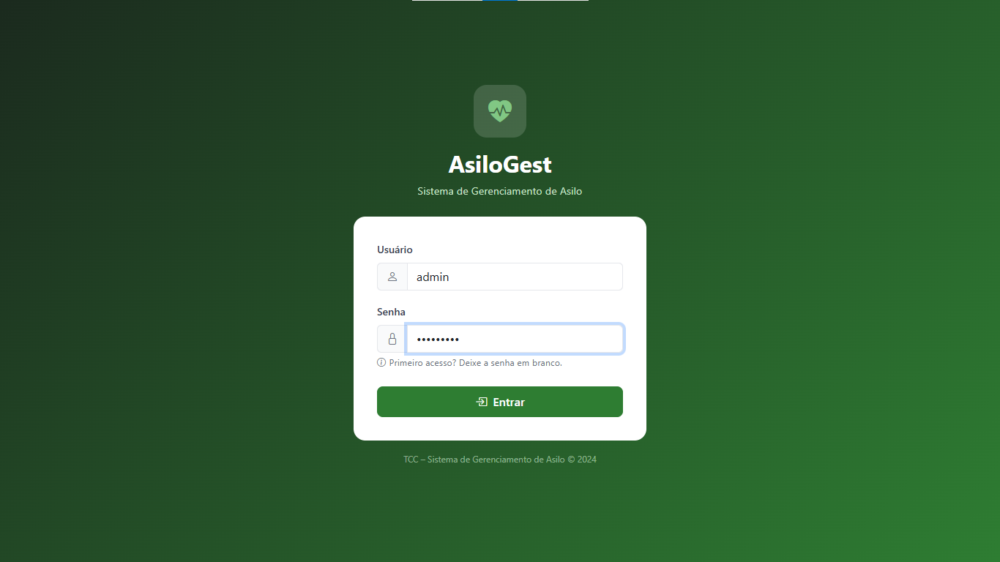 AsiloGest
Sistema de Gerenciamento de Asilo
Usuário
admin
Senha
•••••••••
Primeiro acesso? Deixe a senha em branco.
Entrar
TCC – Sistema de Gerenciamento de Asilo © 2024